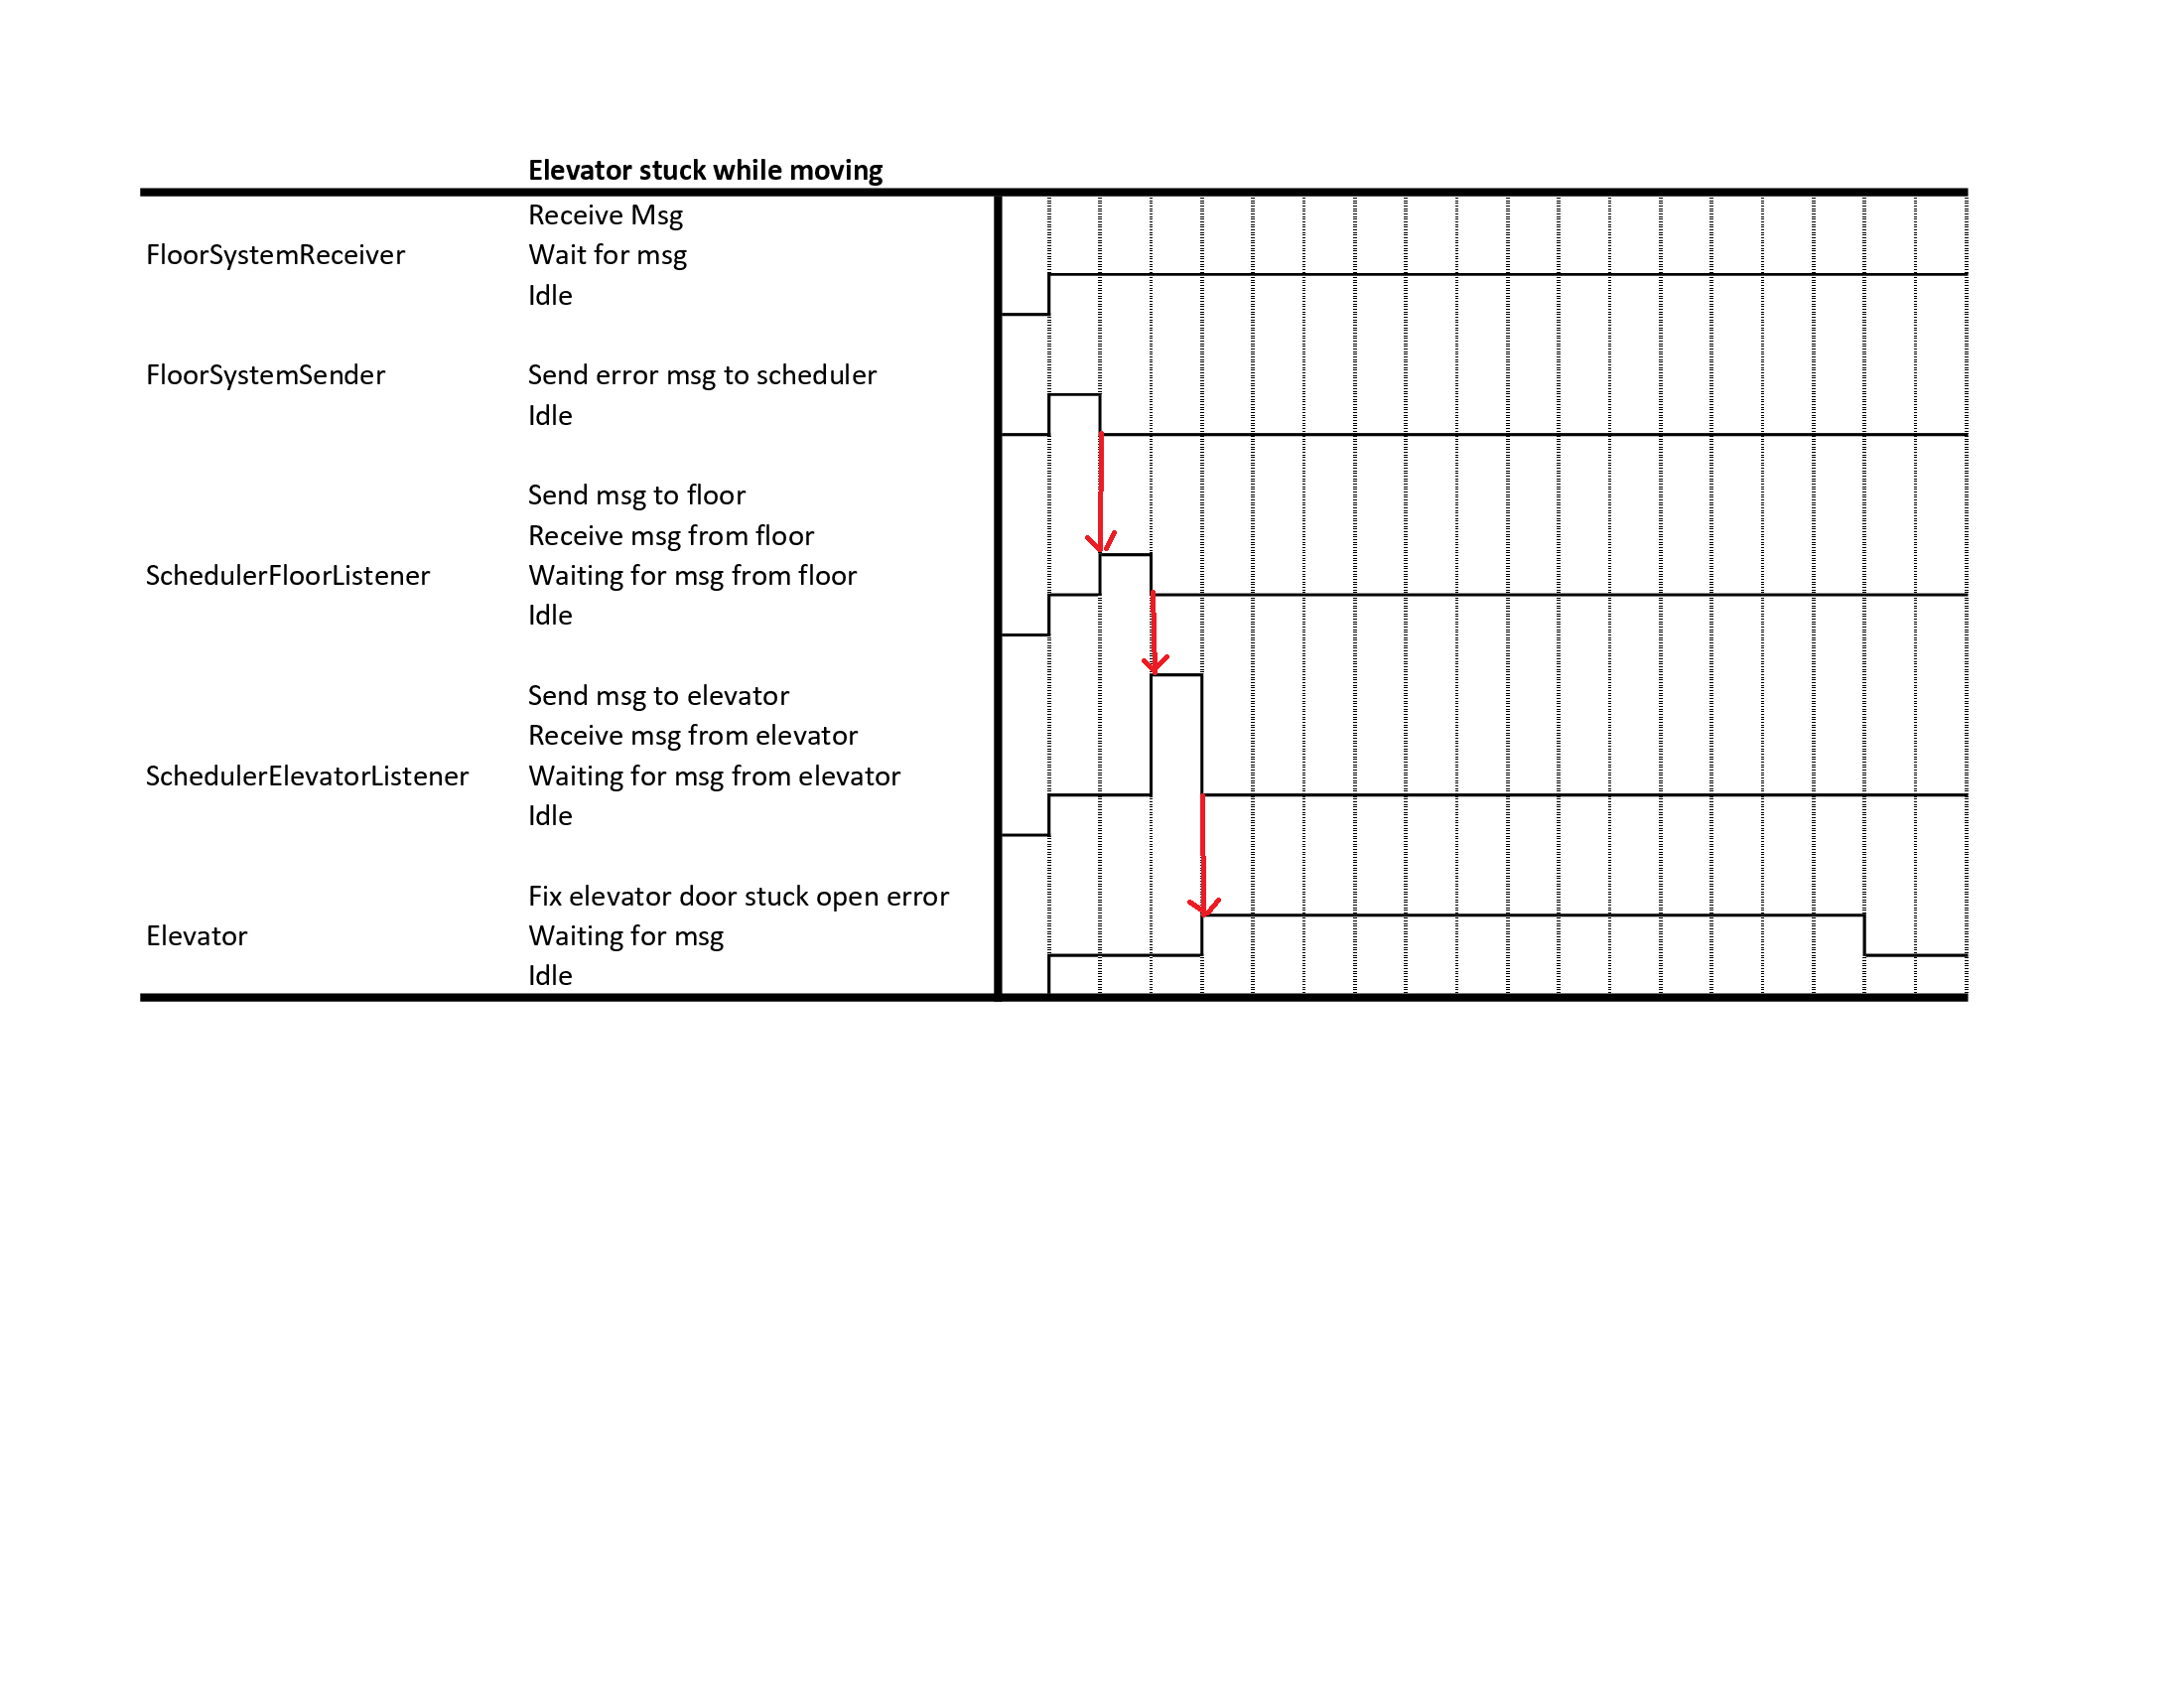 Elevator stuck while moving
Receive Msg
FloorSystemReceiver Wait for msg
Idle
FloorSystemSender Send error msg to scheduler
Idle
Send msg to floor
Receive msg from floor
SchedulerFloorListener Waiting for msg from floor
Idle
Send msg to elevator
Receive msg from elevator
SchedulerElevatorListener Waiting for msg from elevator
Idle
Fix elevator door stuck open error
Elevator Waiting for msg
Idle